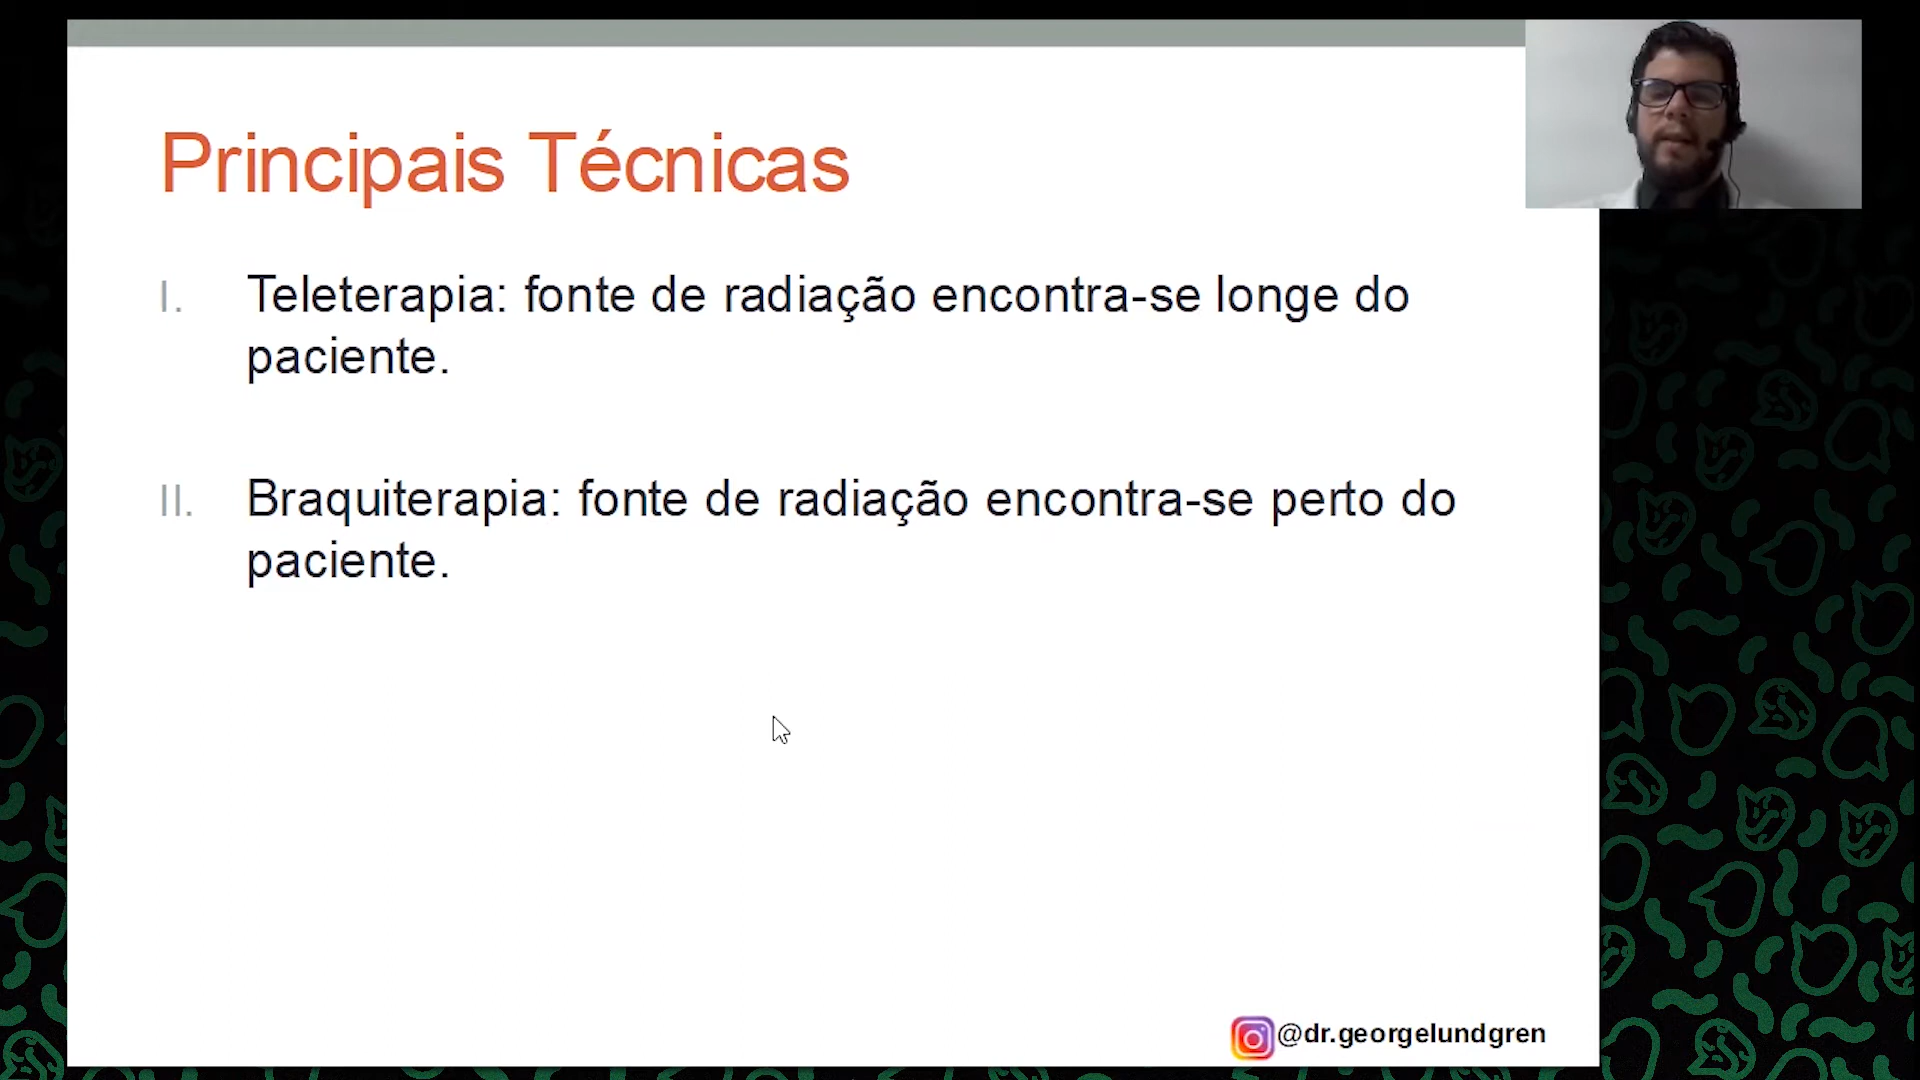 Principais Técnicas
I. Teleterapia: fonte de radiação encontra-se longe do
paciente.
II. Braquiterapia: fonte de radiação encontra-se perto do
paciente.
@dr.georgelundgren